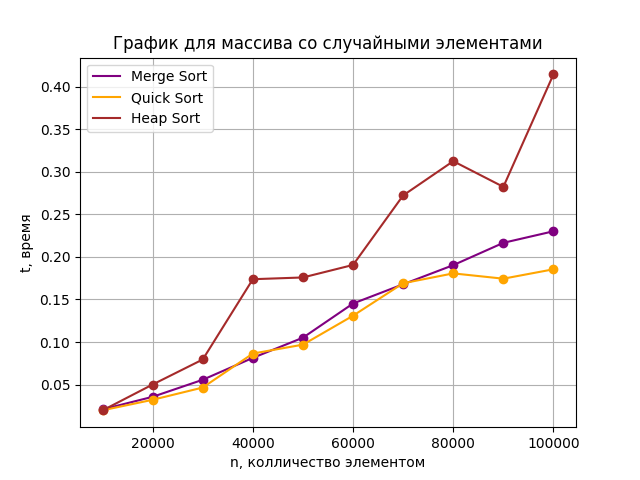 График для массива со случайными элементами
Merge Sort
Quick Sort
Heap Sort
0.40
0.35
0.30
0.25
0.20
0.15
0.10
0.05
t, время
20000 40000 60000 80000 100000
n, колличество элементом